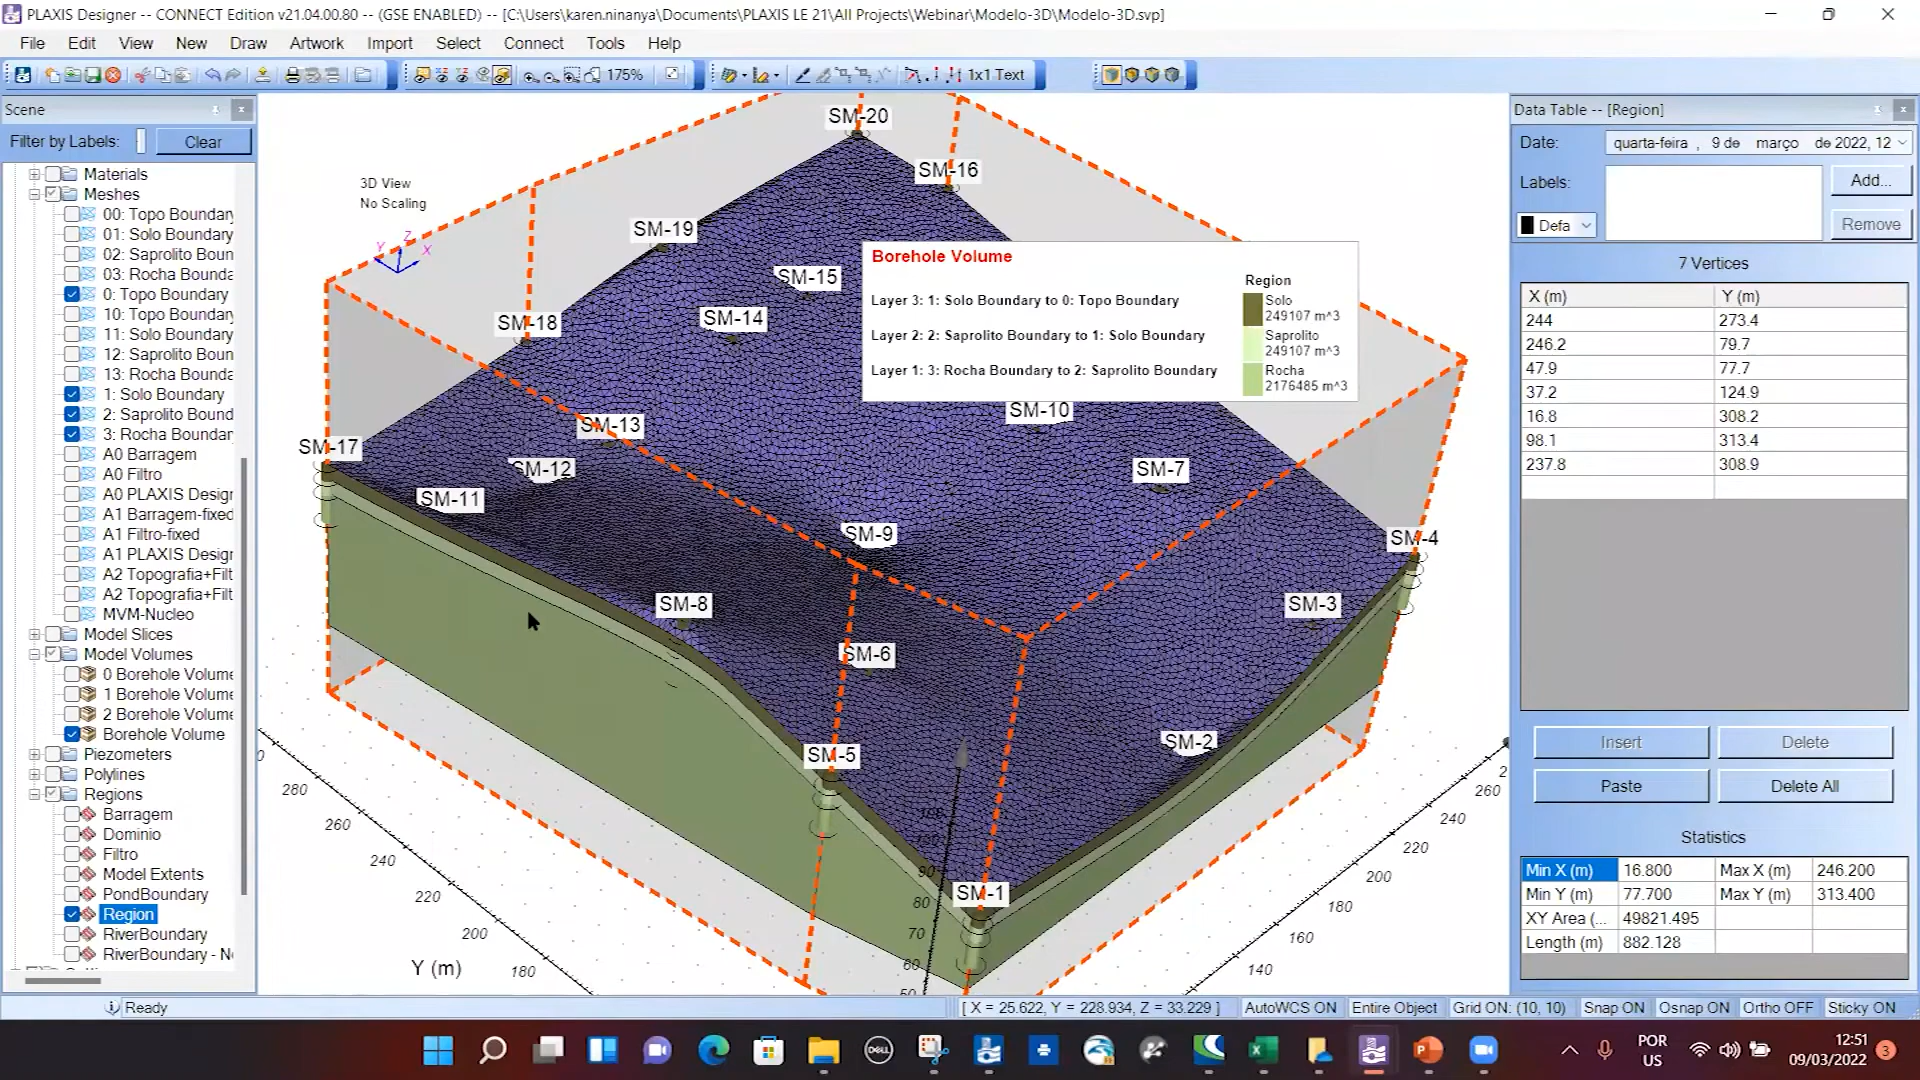 PLAXIS Designer -- CONNECT Edition v21.04.00.80 -- (GSE ENABLED) -- [C:\Users\karen.ninanya\Documents\PLAXIS LE 21\All Projects\Webinar\Modelo-3D\Modelo-3D.svp]
File Edit View New Draw Artwork Import Select Connect Tools Help
175% 1x1 Text
Scene
Filter by Labels: Clear
Materials
Meshes
00: Topo Boundary
01: Solo Boundary
02: Saprolito Boun
03: Rocha Bounda
0: Topo Boundary
10: Topo Boundary
11: Solo Boundary
12: Saprolito Boun
13: Rocha Bounda
1: Solo Boundary
2: Saprolito Bound
3: Rocha Boundar
A0 Barragem
A0 Filtro
A0 PLAXIS Desigr
A1 Barragem-fixed
A1 Filtro-fixed
A1 PLAXIS Desigr
A2 Topografia+Filt
A2 Topografia+Filt
MVM-Nucleo
Model Slices
Model Volumes
0 Borehole Volume
1 Borehole Volume
2 Borehole Volume
Borehole Volume
Piezometers
Polylines
Regions
Barragem
Dominio
Filtro
Model Extents
PondBoundary
Region
RiverBoundary
RiverBoundary - N
3D View
No Scaling
Y Z X
SM-20
SM-16
SM-19
SM-15
SM-14
SM-18
SM-10
SM-13
SM-17
SM-12
SM-7
SM-11
SM-9
SM-4
SM-8
SM-3
SM-6
SM-2
SM-5
SM-1
Borehole Volume
Region
Layer 3: 1: Solo Boundary to 0: Topo Boundary
Solo
249107 m^3
Layer 2: 2: Saprolito Boundary to 1: Solo Boundary
Saprolito
249107 m^3
Layer 1: 3: Rocha Boundary to 2: Saprolito Boundary
Rocha
2176485 m^3
280
260
240
220
200
180
Y (m)
100
90
80
70
60
50
260
240
220
200
180
160
140
Data Table -- [Region]
Date: quarta-feira , 9 de março de 2022, 12
Labels: Add...
Defa Remove
7 Vertices
X (m) Y (m)
244 273.4
246.2 79.7
47.9 77.7
37.2 124.9
16.8 308.2
98.1 313.4
237.8 308.9
Insert Delete
Paste Delete All
Statistics
Min X (m) 16.800 Max X (m) 246.200
Min Y (m) 77.700 Max Y (m) 313.400
XY Area (... 49821.495
Length (m) 882.128
Ready
[ X = 25.622, Y = 228.934, Z = 33.229 ] AutoWCS ON Entire Object Grid ON: (10, 10) Snap ON Osnap ON Ortho OFF Sticky ON
DELL
POR
US
12:51
09/03/2022
3